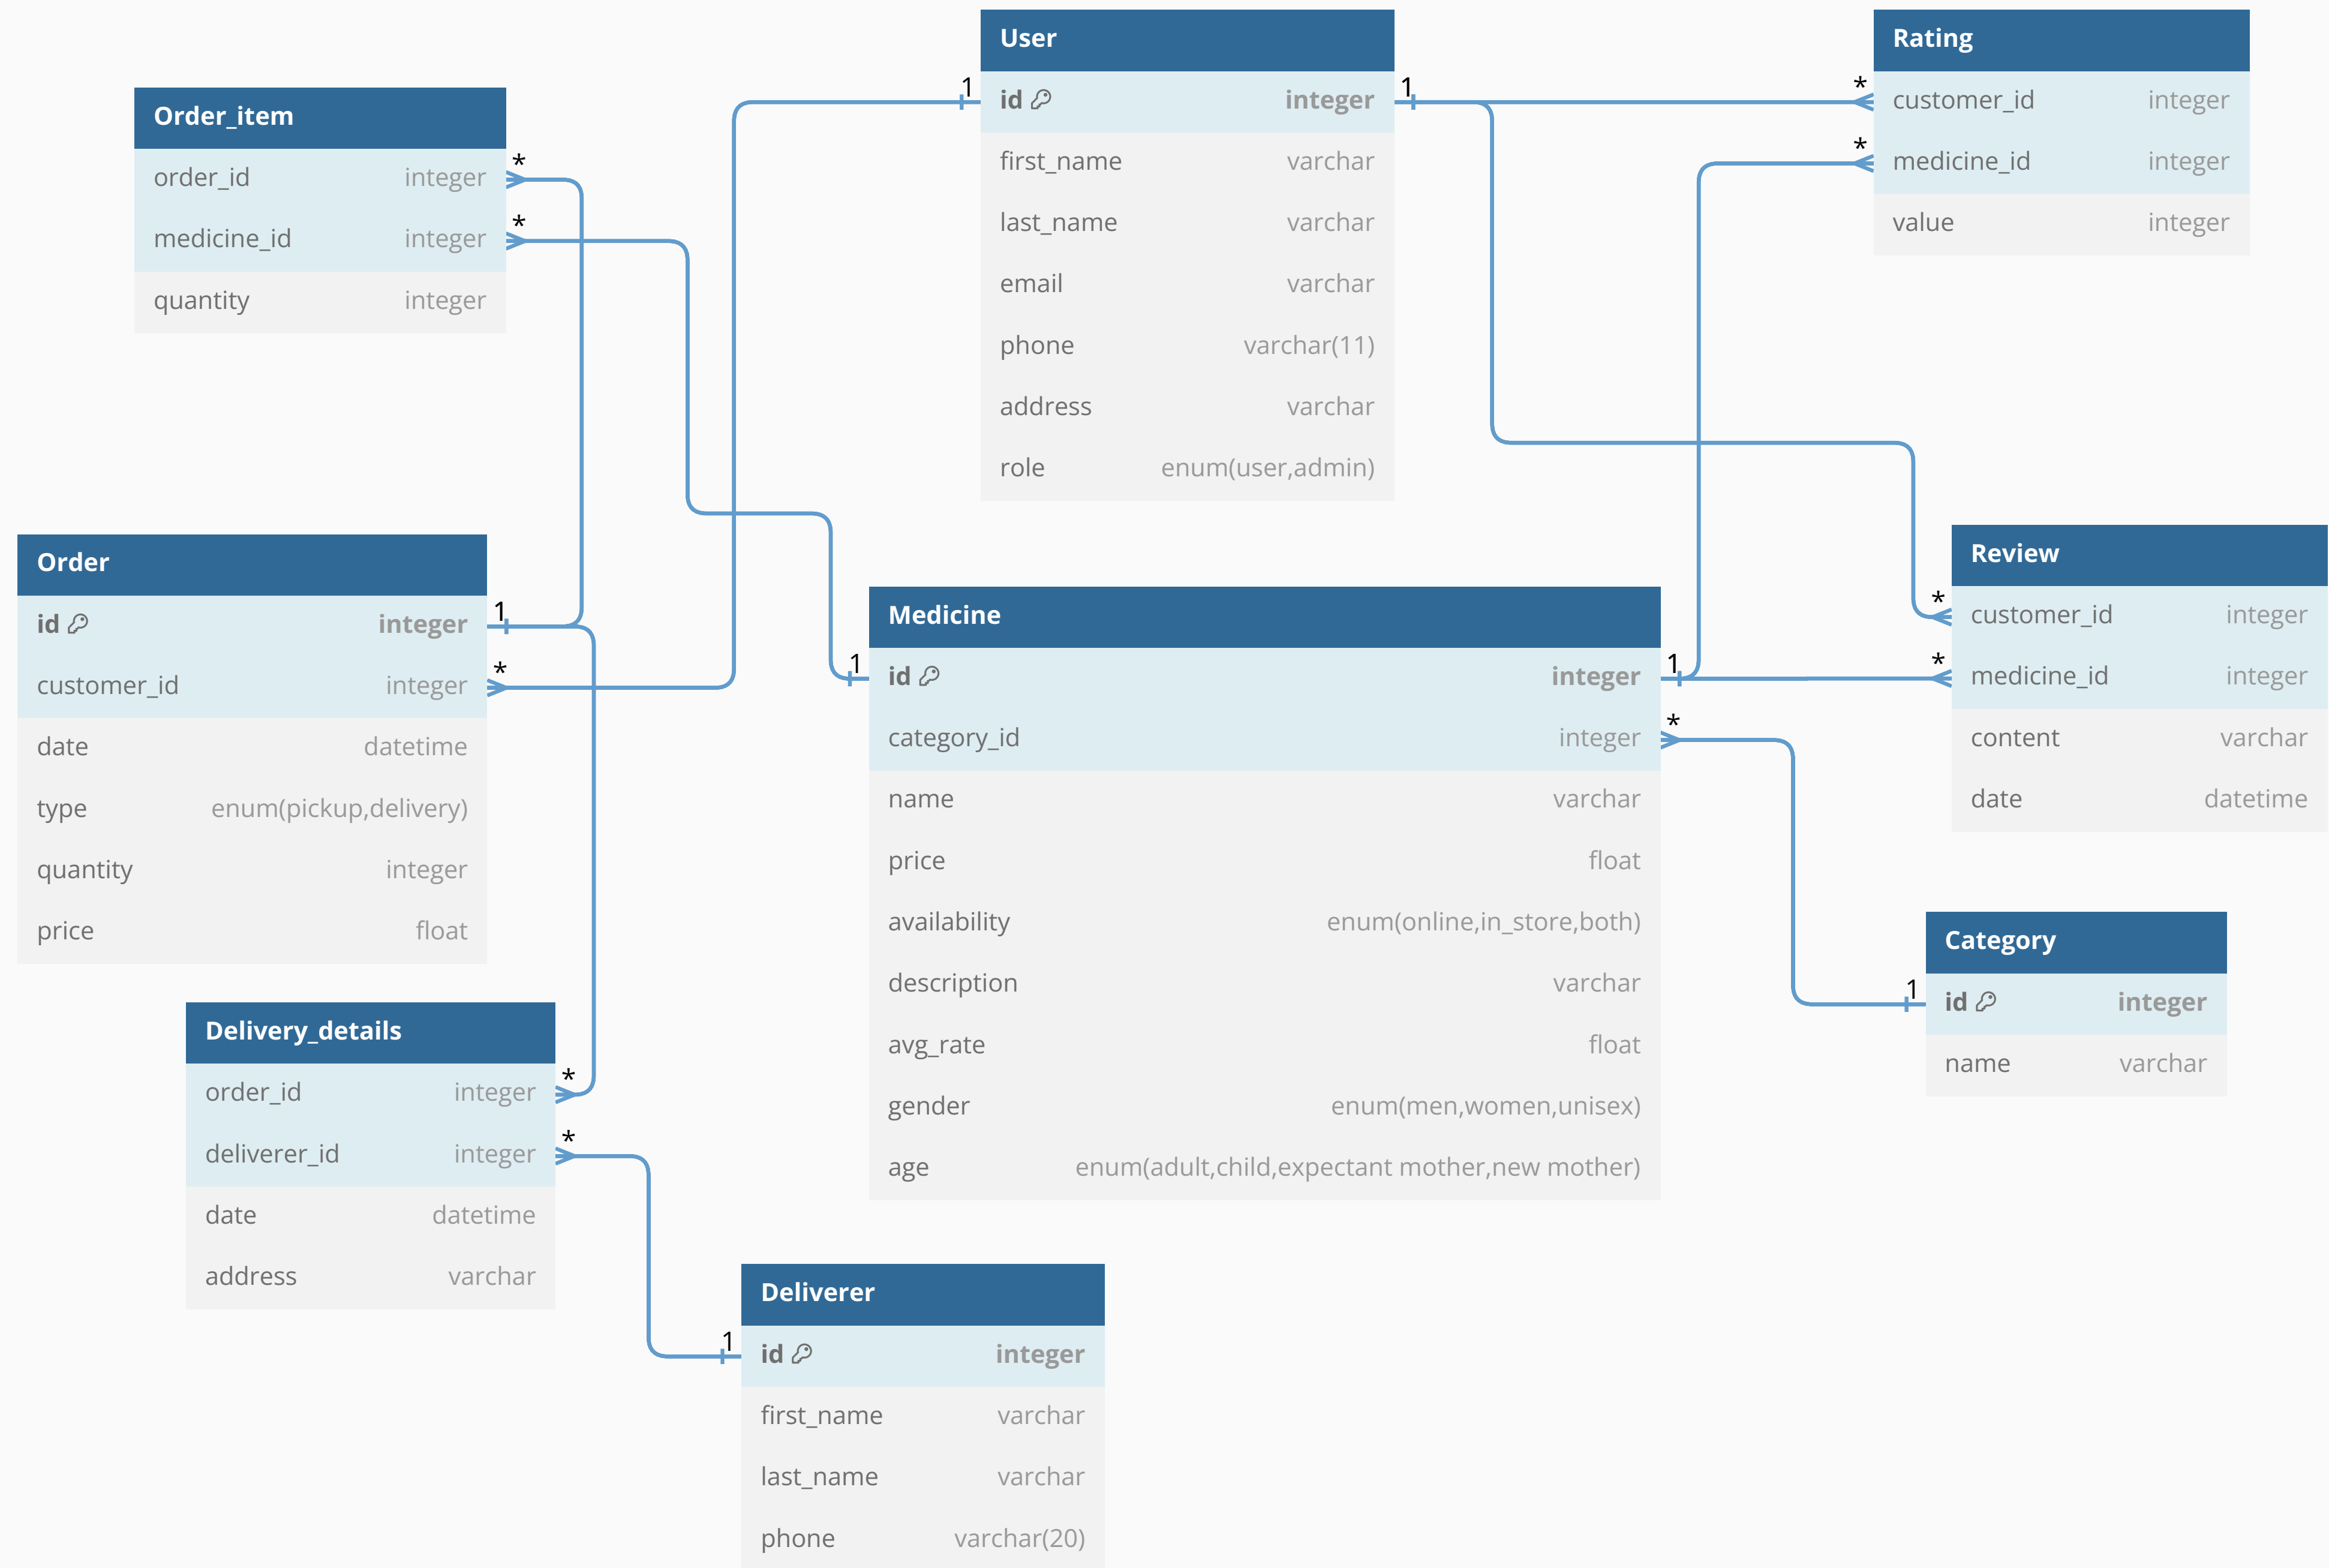 User
1
id integer
1
first_name varchar
last_name varchar
email varchar
phone varchar(11)
address varchar
role enum(user,admin)
Rating
*
customer_id integer
*
medicine_id integer
value integer
Order_item
order_id integer
*
medicine_id integer
*
quantity integer
Order
id integer
1
customer_id integer
*
date datetime
type enum(pickup,delivery)
quantity integer
price float
Medicine
1
id integer
1
category_id integer
*
name varchar
price float
availability enum(online,in_store,both)
description varchar
avg_rate float
gender enum(men,women,unisex)
age enum(adult,child,expectant mother,new mother)
Review
*
customer_id integer
*
medicine_id integer
content varchar
date datetime
Category
1
id integer
name varchar
Delivery_details
order_id integer
*
deliverer_id integer
*
date datetime
address varchar
Deliverer
1
id integer
first_name varchar
last_name varchar
phone varchar(20)